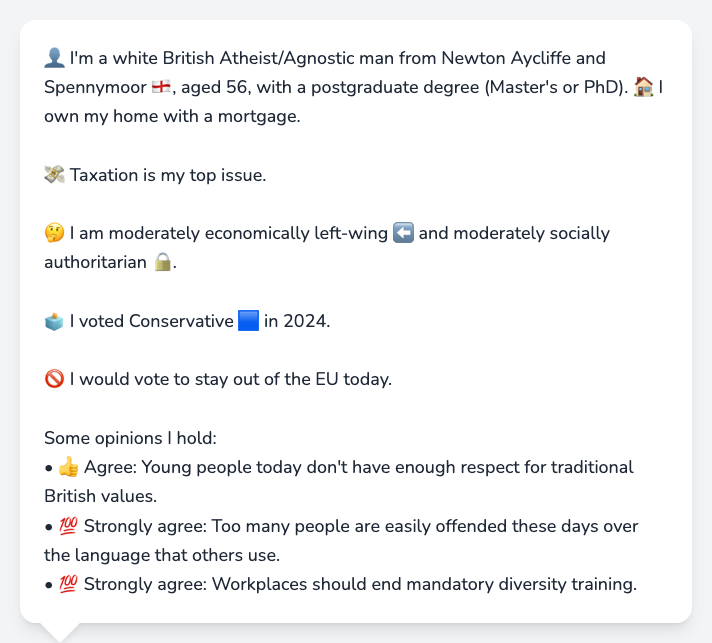 👤 I'm a white British Atheist/Agnostic man from Newton Aycliffe and
Spennymoor 🏴󠁧󠁢󠁥󠁮󠁧󠁿, aged 56, with a postgraduate degree (Master's or PhD). 🏠 I
own my home with a mortgage.
💸 Taxation is my top issue.
🤔 I am moderately economically left-wing ⬅️ and moderately socially
authoritarian 🔒.
🗳️ I voted Conservative 🟦 in 2024.
🚫 I would vote to stay out of the EU today.
Some opinions I hold:
• 👍 Agree: Young people today don't have enough respect for traditional
British values.
• 💯 Strongly agree: Too many people are easily offended these days over
the language that others use.
• 💯 Strongly agree: Workplaces should end mandatory diversity training.